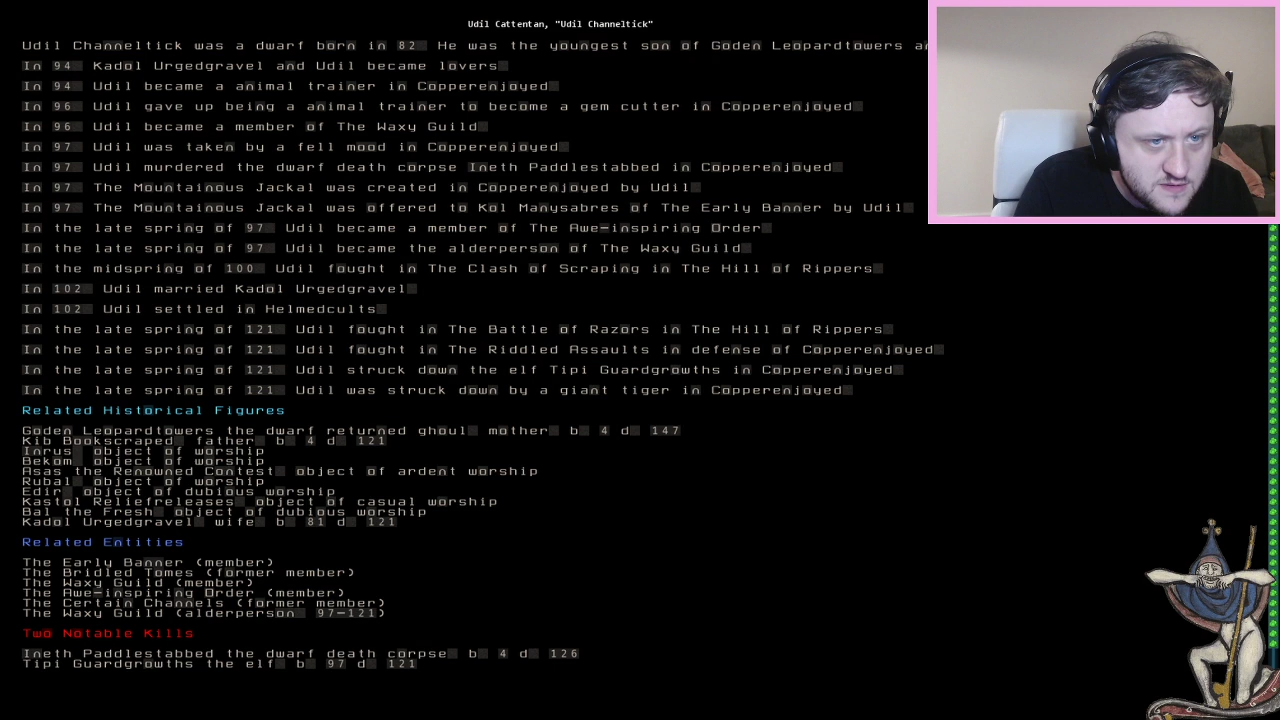 Udil Cattentan, "Udil Channeltick"
Udil Channeltick was a dwarf born in 82 He was the youngest son of Goden Leopardtowers
In 94 Kadol Urgedgravel and Udil became lovers
In 94 Udil became a animal trainer in Copperenjoyed
In 96 Udil gave up being a animal trainer to become a gem cutter in Copperenjoyed
In 96 Udil became a member of The Waxy Guild
In 97 Udil was taken by a fell mood in Copperenjoyed
In 97 Udil murdered the dwarf death corpse Ineth Paddlestabbed in Copperenjoyed
In 97 The Mountainous Jackal was created in Copperenjoyed by Udil
In 97 The Mountainous Jackal was offered to Kol Manysabres of The Early Banner by Udil
In the late spring of 97 Udil became a member of The Awe-inspiring Order
In the late spring of 97 Udil became the alderperson of The Waxy Guild
In the midspring of 100 Udil fought in The Clash of Scraping in The Hill of Rippers
In 102 Udil married Kadol Urgedgravel
In 102 Udil settled in Helmedcults
In the late spring of 121 Udil fought in The Battle of Razors in The Hill of Rippers
In the late spring of 121 Udil fought in The Riddled Assaults in defense of Copperenjoyed
In the late spring of 121 Udil struck down the elf Tipi Guardgrowths in Copperenjoyed
In the late spring of 121 Udil was struck down by a giant tiger in Copperenjoyed
Related Historical Figures
Goden Leopardtowers the dwarf returned ghoul mother b 4 d 147
Kib Bookscraped father b 4 d 121
Inrus object of worship
Bekom object of worship
Asas the Renowned Contest object of ardent worship
Rubal object of worship
Edir object of dubious worship
Kastol Reliefreleases object of casual worship
Bal the Fresh object of dubious worship
Kadol Urgedgravel wife b 81 d 121
Related Entities
The Early Banner (member)
The Bridled Tomes (former member)
The Waxy Guild (member)
The Awe-inspiring Order (member)
The Certain Channels (former member)
The Waxy Guild (alderperson 97-121)
Two Notable Kills
Ineth Paddlestabbed the dwarf death corpse b 4 d 126
Tipi Guardgrowths the elf b 97 d 121